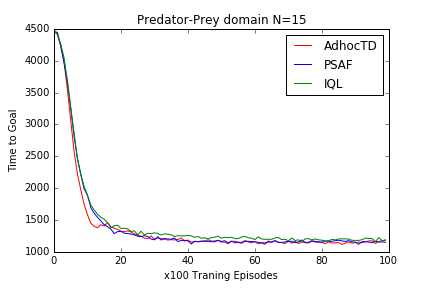 Predator-Prey domain N=15
4500
4000
3500
3000
2500
2000
1500
1000
Time to Goal
AdhocTD
PSAF
IQL
0 20 40 60 80 100
x100 Traning Episodes